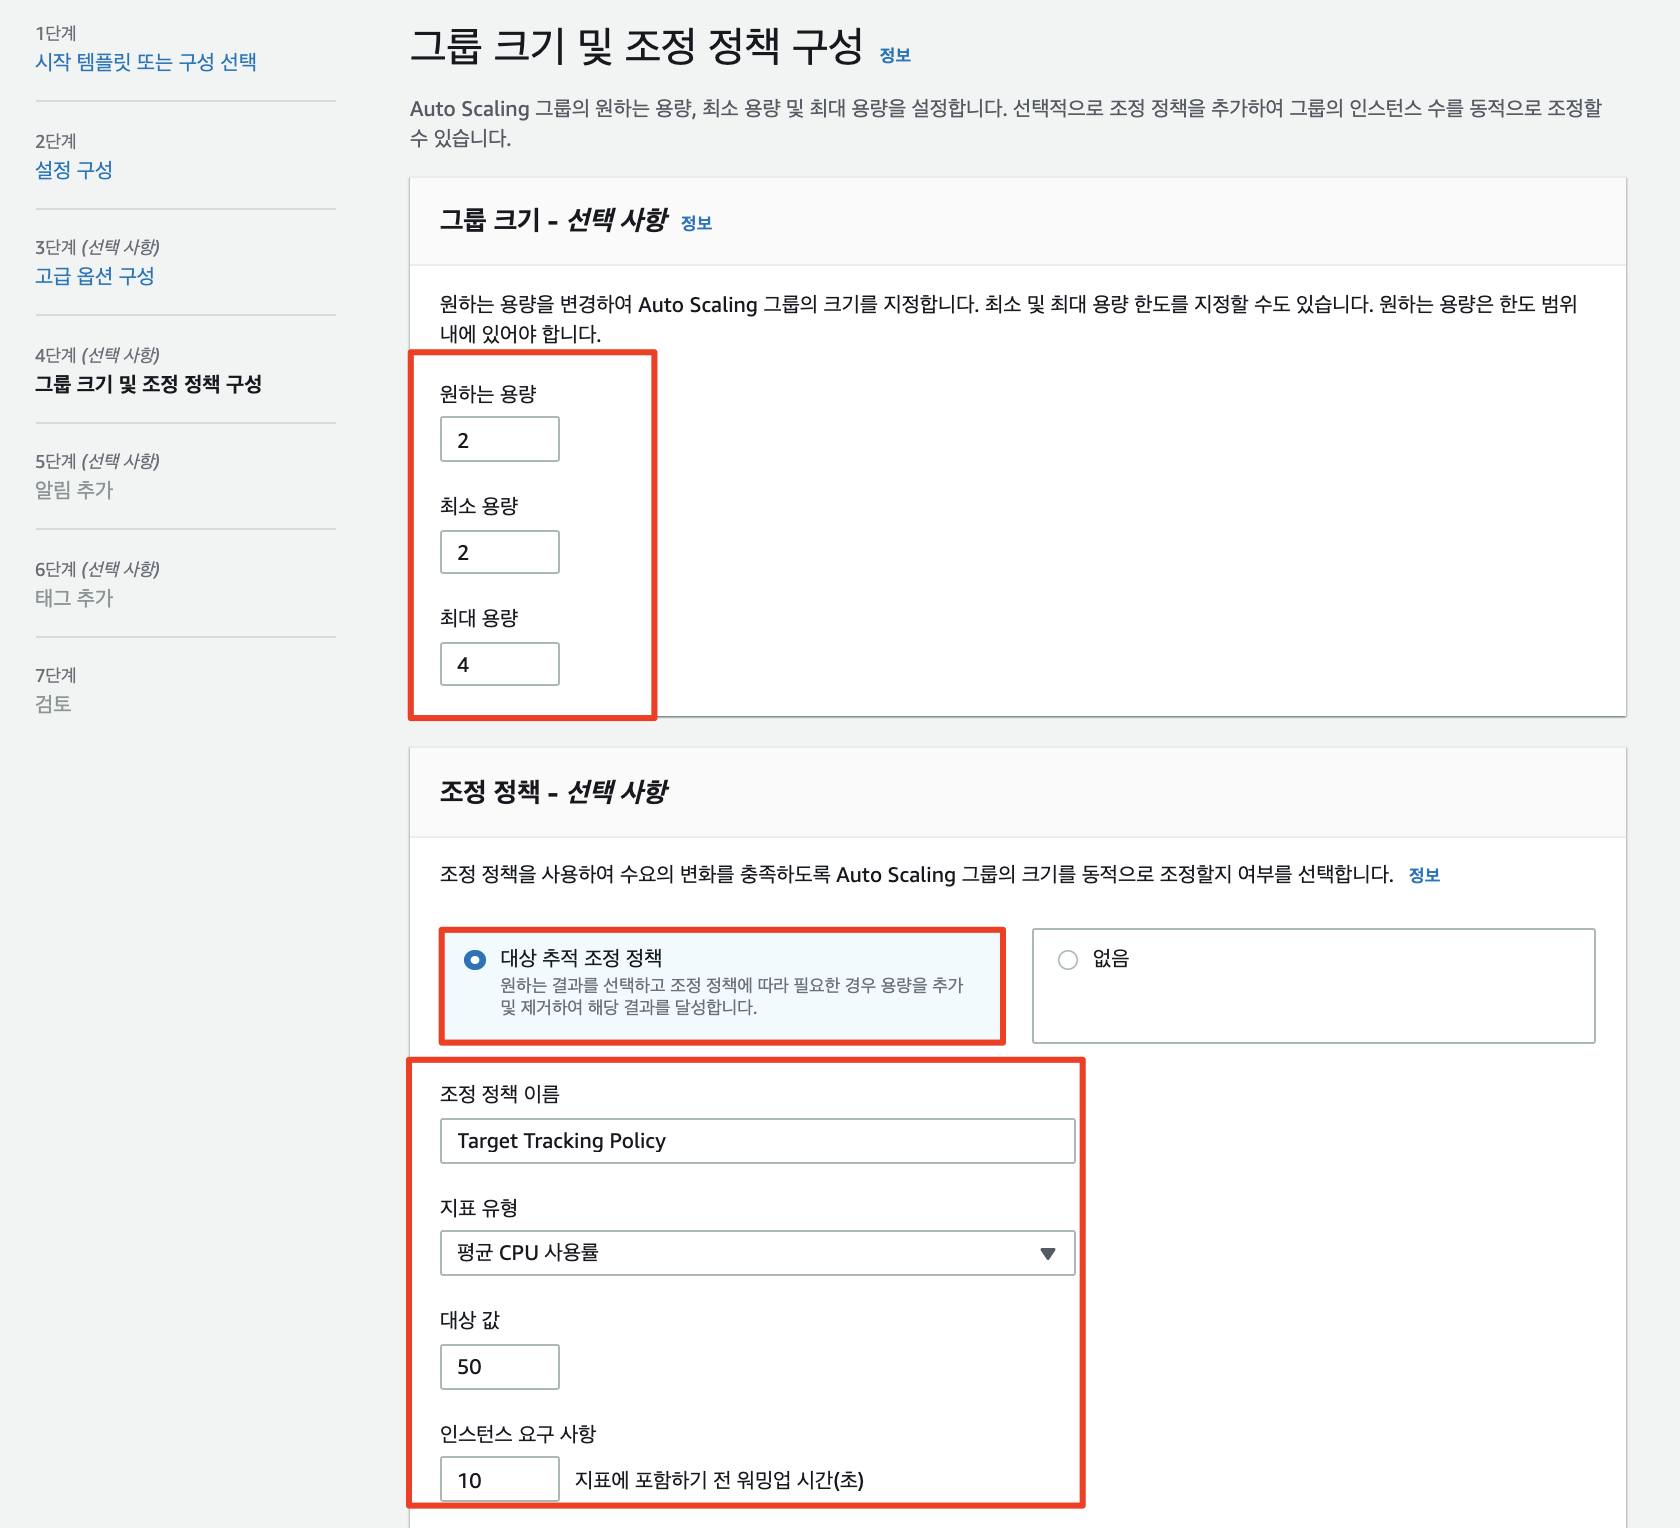 1단계
시작 템플릿 또는 구성 선택
2단계
설정 구성
3단계 (선택 사항)
고급 옵션 구성
4단계 (선택 사항)
그룹 크기 및 조정 정책 구성
5단계 (선택 사항)
알림 추가
6단계 (선택 사항)
태그 추가
7단계
검토
그룹 크기 및 조정 정책 구성 정보
Auto Scaling 그룹의 원하는 용량, 최소 용량 및 최대 용량을 설정합니다. 선택적으로 조정 정책을 추가하여 그룹의 인스턴스 수를 동적으로 조정할
수 있습니다.
그룹 크기 - 선택 사항 정보
원하는 용량을 변경하여 Auto Scaling 그룹의 크기를 지정합니다. 최소 및 최대 용량 한도를 지정할 수도 있습니다. 원하는 용량은 한도 범위
내에 있어야 합니다.
원하는 용량
2
최소 용량
2
최대 용량
4
조정 정책 - 선택 사항
조정 정책을 사용하여 수요의 변화를 충족하도록 Auto Scaling 그룹의 크기를 동적으로 조정할지 여부를 선택합니다. 정보
대상 추적 조정 정책
원하는 결과를 선택하고 조정 정책에 따라 필요한 경우 용량을 추가
및 제거하여 해당 결과를 달성합니다.
없음
조정 정책 이름
Target Tracking Policy
지표 유형
평균 CPU 사용률
대상 값
50
인스턴스 요구 사항
10 지표에 포함하기 전 워밍업 시간(초)